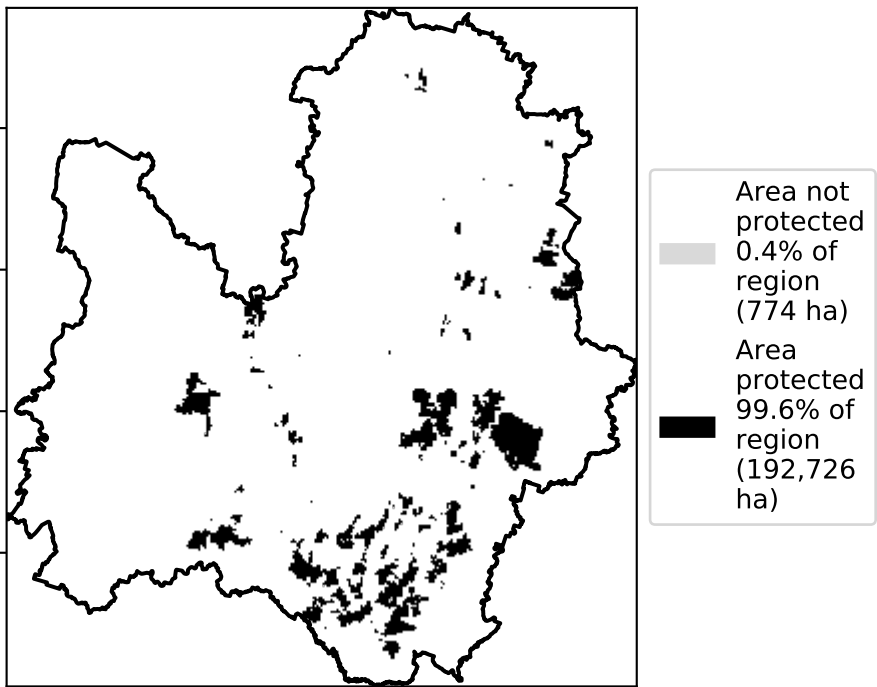 Area not
protected
0.4% of
region
(774 ha)
Area
protected
99.6% of
region
(192,726
ha)